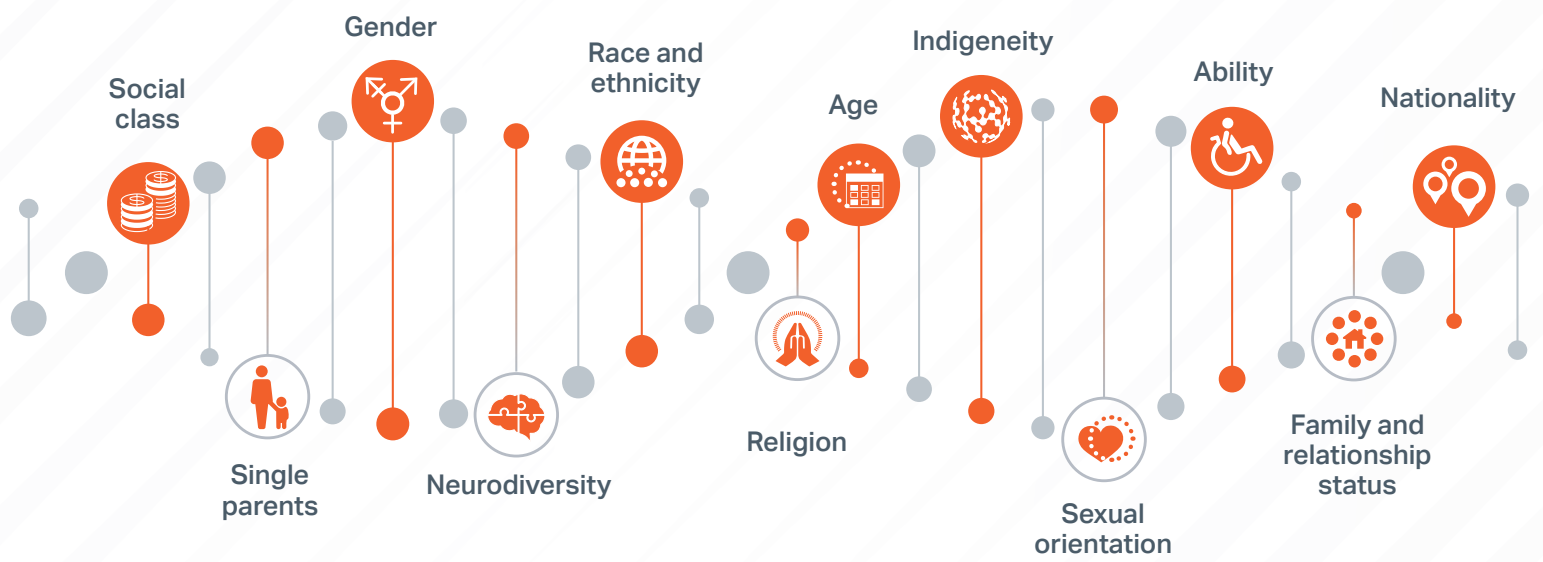 Social
class
Single
parents
Gender
Neurodiversity
Race and
ethnicity
Religion
Age
Indigeneity
Sexual
orientation
Ability
Family and
relationship
status
Nationality